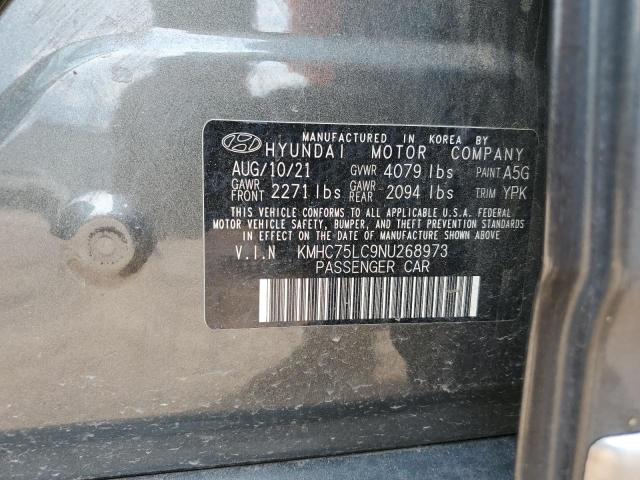 MANUFACTURED IN KOREA BY
HYUNDAI MOTOR COMPANY
AUG/10/21 GVWR 4079 lbs PAINT A5G
GAWR FRONT 2271 lbs GAWR REAR 2094 lbs TRIM YPK
THIS VEHICLE CONFORMS TO ALL APPLICABLE U.S.A. FEDERAL
MOTOR VEHICLE SAFETY, BUMPER, AND THEFT PREVENTION STANDARDS
IN EFFECT ON THE DATE OF MANUFACTURE SHOWN ABOVE.
V.I.N KMHC75LC9NU268973
PASSENGER CAR